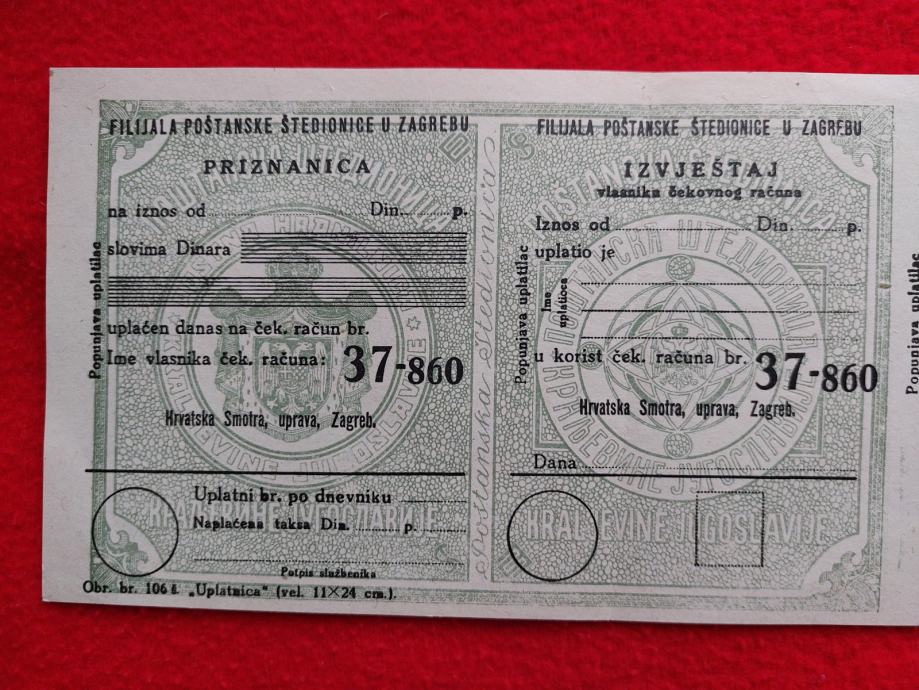 FILIJALA POŠTANSKE ŠTEDIONICE U ZAGREBU
PRIZNANICA
na iznos od Din. p.
slovima Dinara
uplaćen danas na ček. račun br.
Ime vlasnika ček. računa: 37-860
Hrvatska Smotra, uprava, Zagreb.
Popunjava uplatilac
Uplatni br. po dnevniku
Naplaćena taksa Din. p.
Potpis službenika
КРАЉЕВИНЕ ЈУГОСЛАВИЈЕ
Obr. br. 106 č. „Uplatnica" (vel. 11×24 cm.).
Poštanska Štedionica
FILIJALA POŠTANSKE ŠTEDIONICE U ZAGREBU
IZVJEŠTAJ
vlasnika čekovnog računa
Iznos od Din. p.
uplatio je
Ime uplatioca
Popunjava uplatilac
u korist ček. računa br. 37-860
Hrvatska Smotra, uprava, Zagreb.
Dana
KRALJEVINE JUGOSLAVIJE
Popunjava